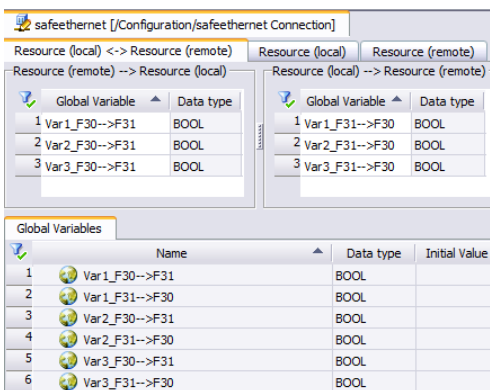 safeethernet [/Configuration/safeethernet Connection]
Resource (local) <-> Resource (remote) Resource (local) Resource (remote)
Resource (remote) --> Resource (local) Resource (local) --> Resource (remote)
Global Variable Data type Global Variable Data type
1 Var1_F30-->F31 BOOL 1 Var1_F31-->F30 BOOL
2 Var2_F30-->F31 BOOL 2 Var2_F31-->F30 BOOL
3 Var3_F30-->F31 BOOL 3 Var3_F31-->F30 BOOL
Global Variables
Name Data type Initial Value
1 Var1_F30-->F31 BOOL
2 Var1_F31-->F30 BOOL
3 Var2_F30-->F31 BOOL
4 Var2_F31-->F30 BOOL
5 Var3_F30-->F31 BOOL
6 Var3_F31-->F30 BOOL